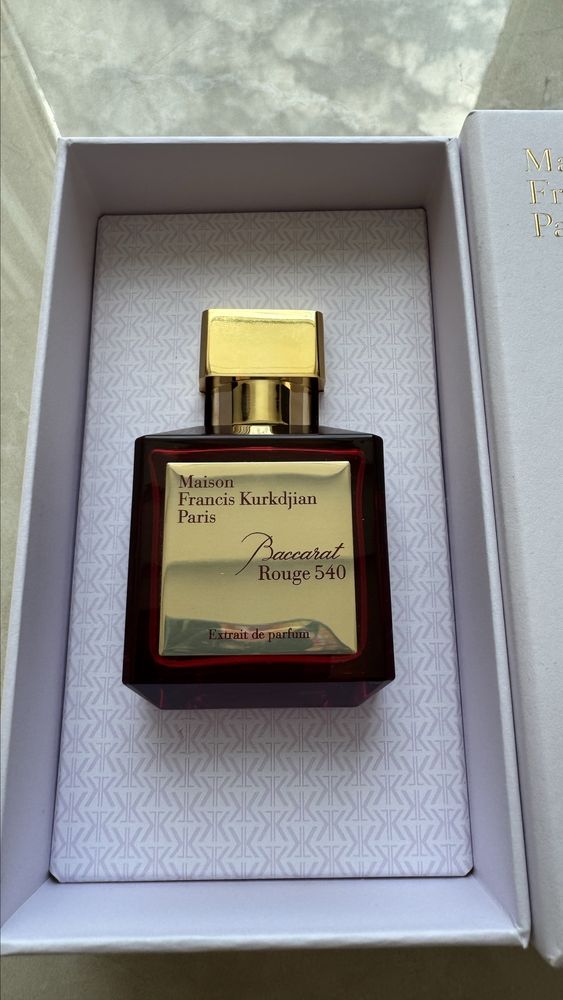 Maison
Francis Kurkdjian
Paris
Baccarat
Rouge 540
Extrait de parfum